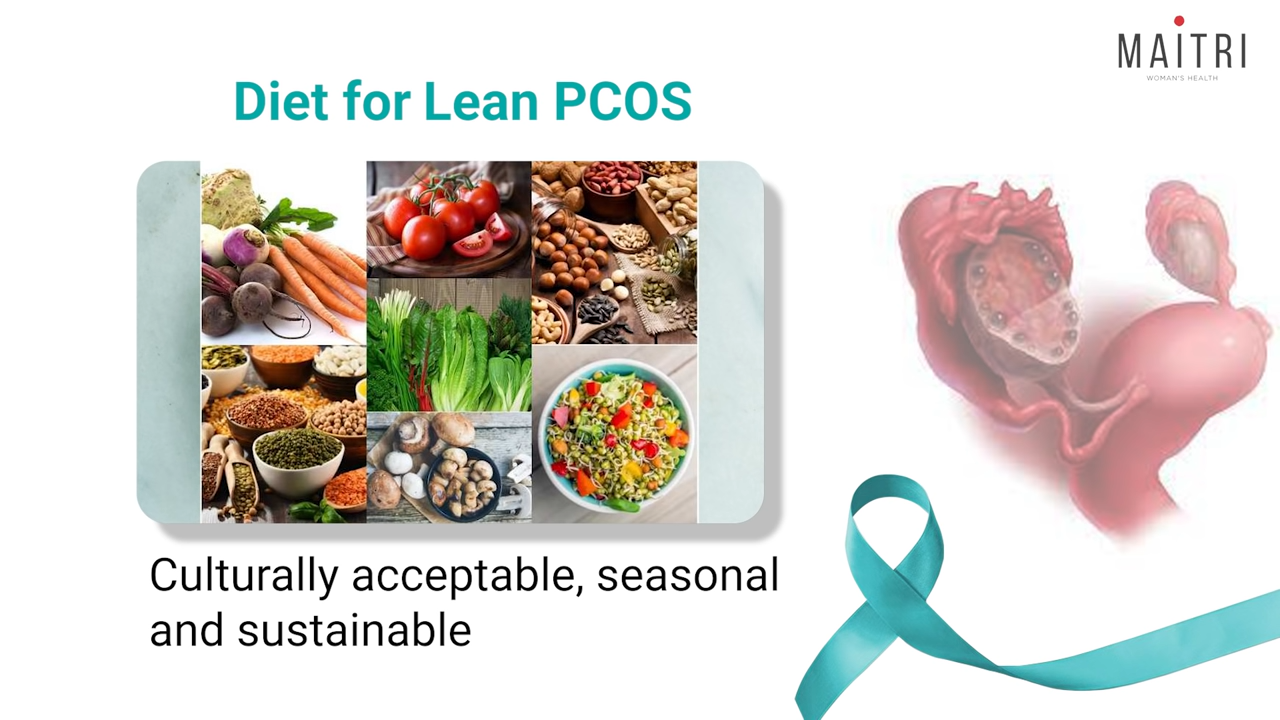 MAITRI
WOMAN'S HEALTH
Diet for Lean PCOS
Culturally acceptable, seasonal
and sustainable